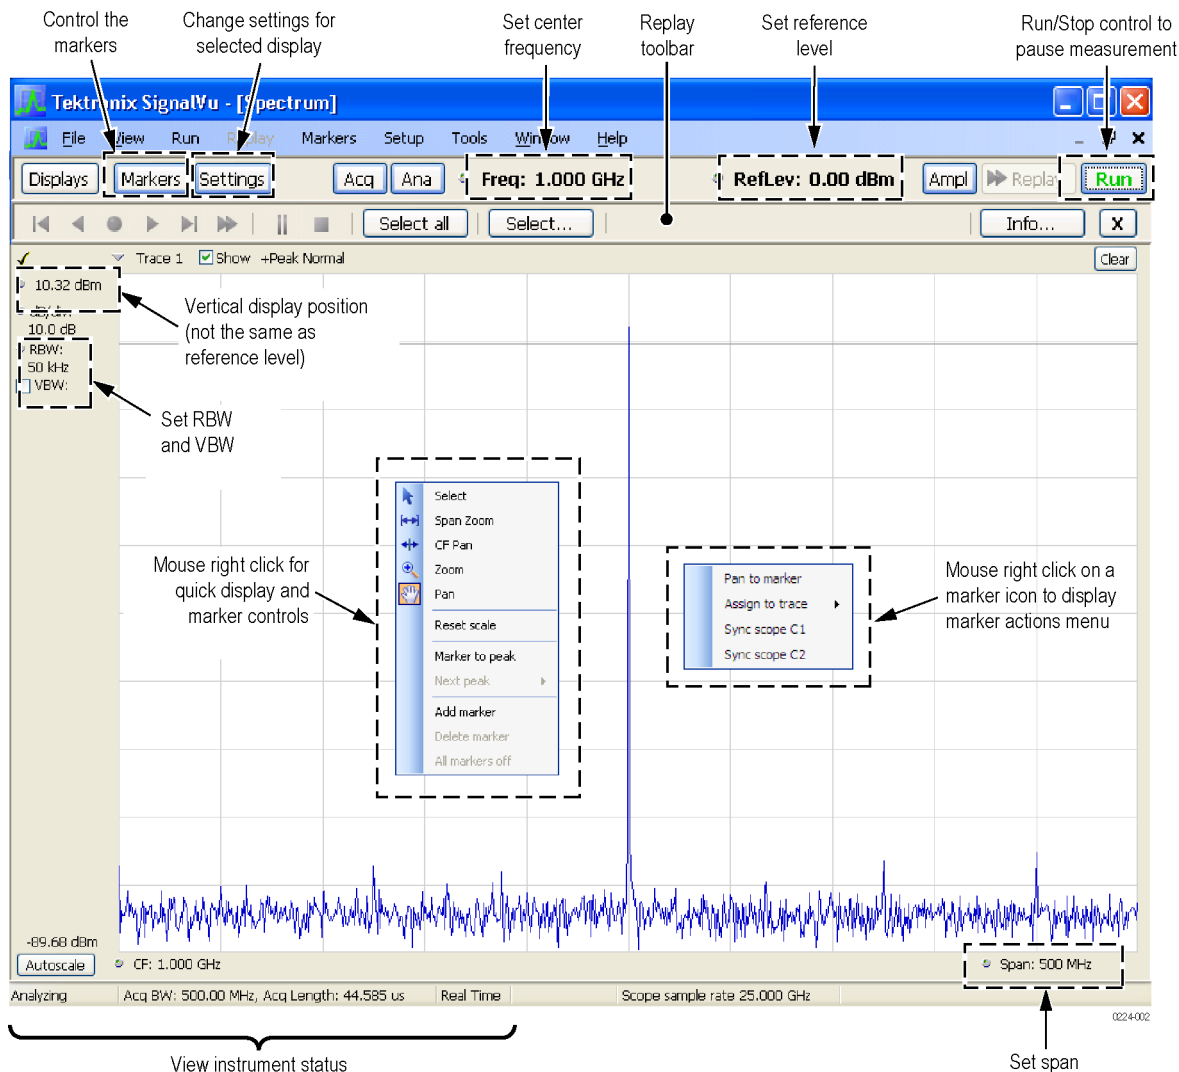 Control the
markers
Change settings for
selected display
Set center
frequency
Replay
toolbar
Set reference
level
Run/Stop control to
pause measurement
Tektronix SignalVu - [Spectrum]
File View Run Replay Markers Setup Tools Window Help
Displays Markers Settings Acq Ana Freq: 1.000 GHz RefLev: 0.00 dBm Ampl Replay Run
Select all Select... Info... X
Trace 1 Show +Peak Normal Clear
10.32 dBm
dB/div:
10.0 dB
RBW:
50 kHz
VBW:
Vertical display position
(not the same as
reference level)
Set RBW
and VBW
Mouse right click for
quick display and
marker controls
Select
Span Zoom
CF Pan
Zoom
Pan
Reset scale
Marker to peak
Next peak
Add marker
Delete marker
All markers off
Pan to marker
Assign to trace
Sync scope C1
Sync scope C2
Mouse right click on a
marker icon to display
marker actions menu
-89.68 dBm
Autoscale CF: 1.000 GHz Span: 500 MHz
Analyzing Acq BW: 500.00 MHz, Acq Length: 44.585 us Real Time Scope sample rate 25.000 GHz
0224-002
View instrument status
Set span